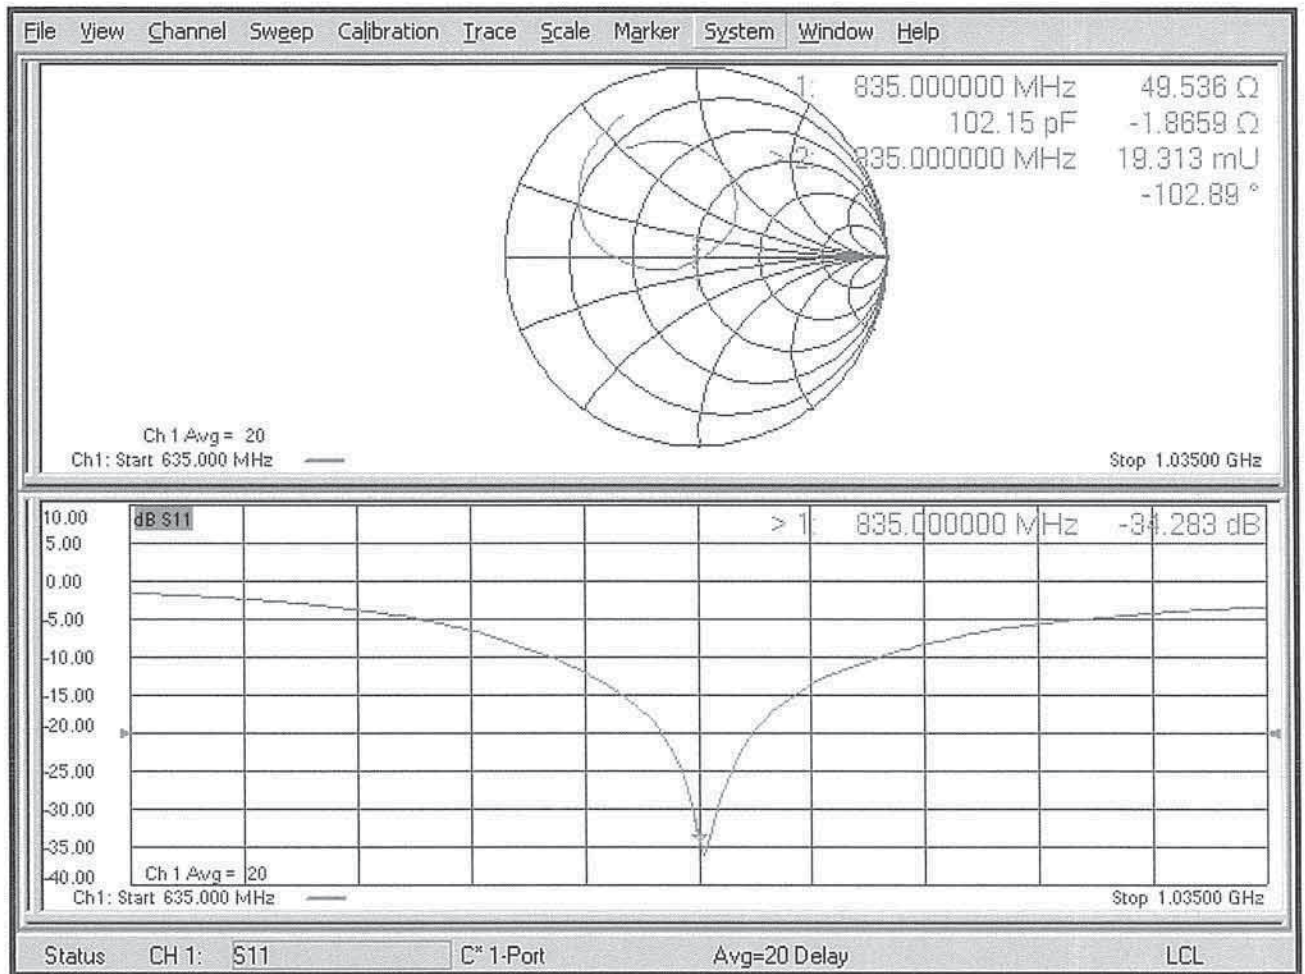 File View Channel Sweep Calibration Trace Scale Marker System Window Help
1: 835.000000 MHz 49.536 Ω
102.15 pF -1.8659 Ω
> 2: 835.000000 MHz 19.313 mU
-102.89 °
Ch 1 Avg = 20
Ch1: Start 635.000 MHz
Stop 1.03500 GHz
10.00
dB S11
> 1: 835.000000 MHz -34.283 dB
5.00
0.00
-5.00
-10.00
-15.00
-20.00
-25.00
-30.00
-35.00
-40.00
Ch 1 Avg = 20
Ch1: Start 635.000 MHz
Stop 1.03500 GHz
Status CH 1: S11 C* 1-Port Avg=20 Delay LCL